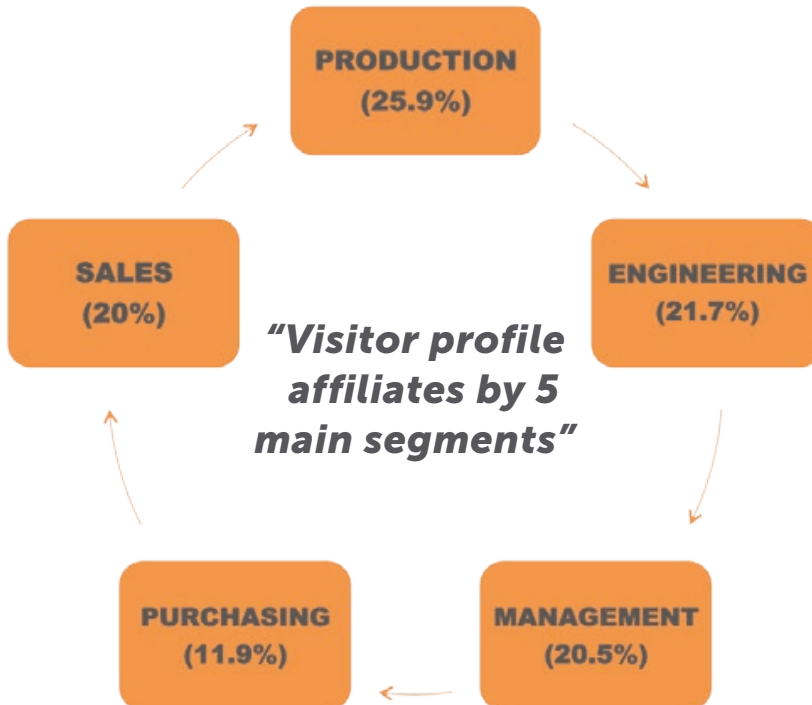 PRODUCTION
(25.9%)
ENGINEERING
(21.7%)
MANAGEMENT
(20.5%)
PURCHASING
(11.9%)
SALES
(20%)
“Visitor profile
affiliates by 5
main segments”